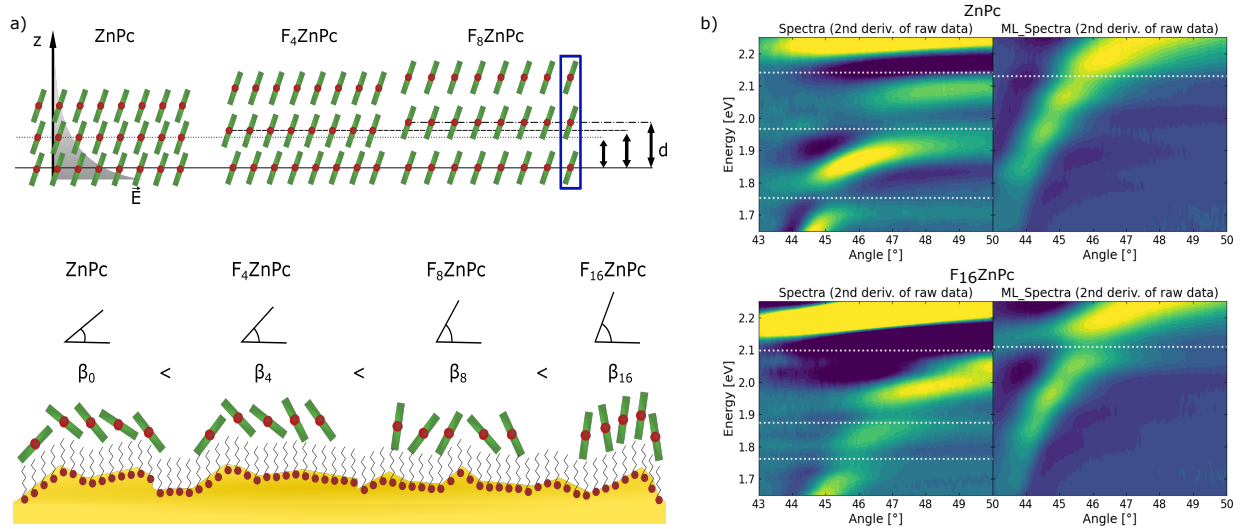 a)
ZnPc
F₄ZnPc
F₈ZnPc
z
d
E⃗
ZnPc
F₄ZnPc
F₈ZnPc
F₁₆ZnPc
β₀ < β₄ < β₈ < β₁₆
b)
ZnPc
Spectra (2nd deriv. of raw data)
ML_Spectra (2nd deriv. of raw data)
Energy [eV]
2.2
2.1
2.0
1.9
1.8
1.7
43 44 45 46 47 48 49 50 44 45 46 47 48 49 50
Angle [°]
Angle [°]
F₁₆ZnPc
Spectra (2nd deriv. of raw data)
ML_Spectra (2nd deriv. of raw data)
Energy [eV]
2.2
2.1
2.0
1.9
1.8
1.7
43 44 45 46 47 48 49 50 44 45 46 47 48 49 50
Angle [°]
Angle [°]